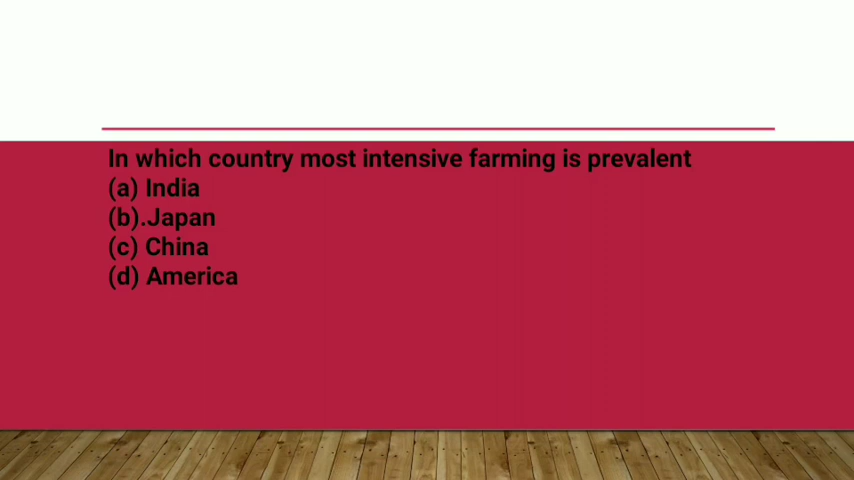 In which country most intensive farming is prevalent
(a) India
(b).Japan
(c) China
(d) America